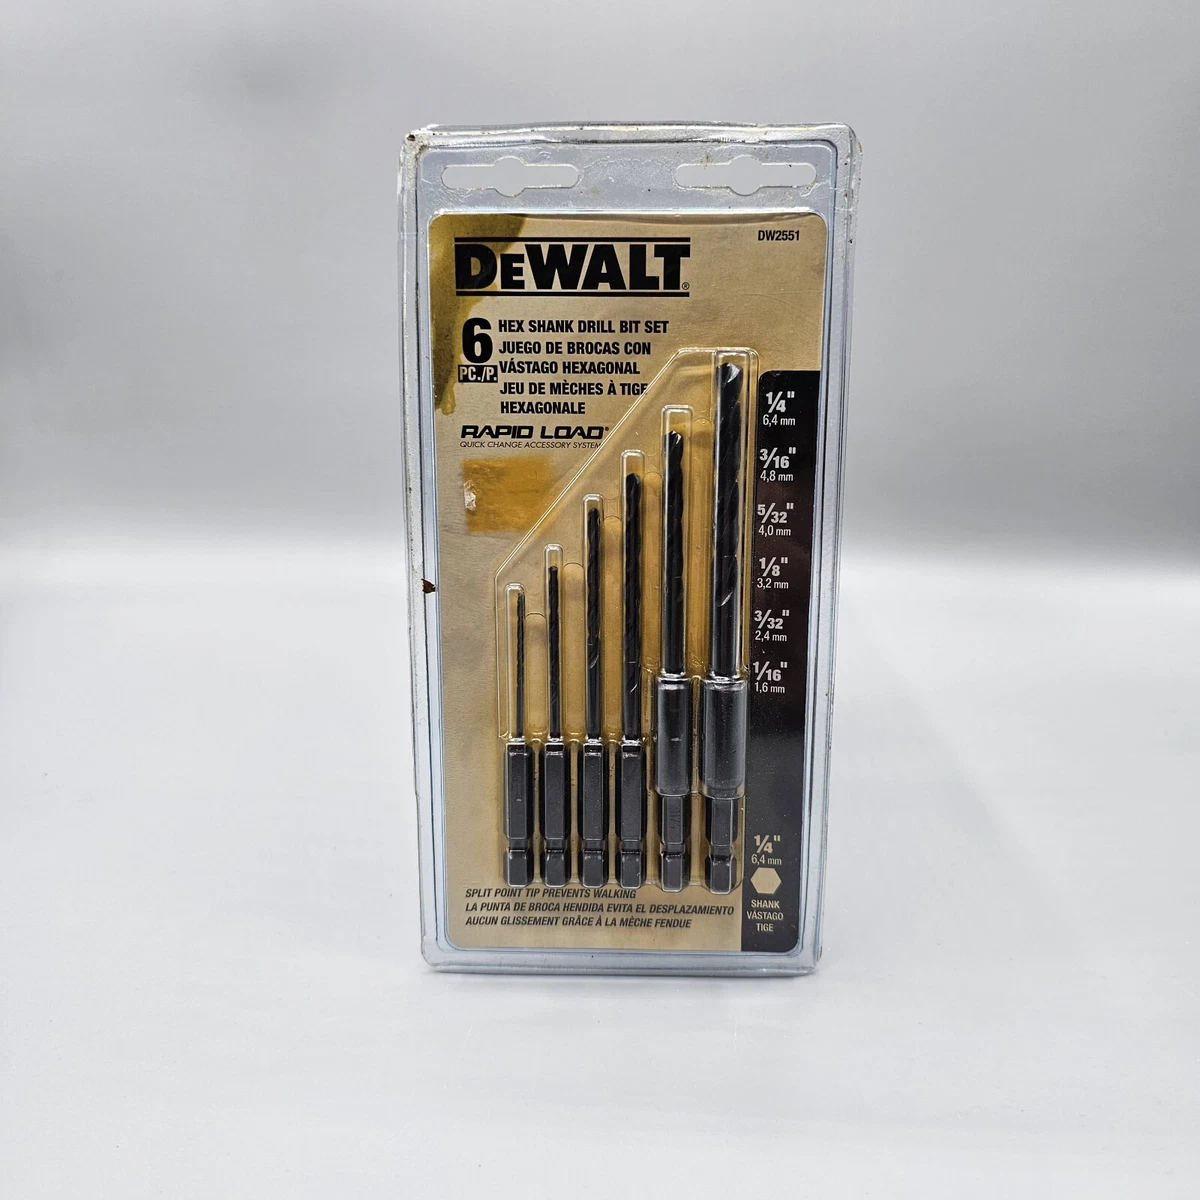 DW2551
DEWALT®
6 PC./P.
HEX SHANK DRILL BIT SET
JUEGO DE BROCAS CON
VÁSTAGO HEXAGONAL
JEU DE MÈCHES À TIGE
HEXAGONALE
RAPID LOAD®
QUICK CHANGE ACCESSORY SYSTEM
1/4"
6,4 mm
3/16"
4,8 mm
5/32"
4,0 mm
1/8"
3,2 mm
3/32"
2,4 mm
1/16"
1,6 mm
1/4"
6,4 mm
SHANK
VÁSTAGO
TIGE
SPLIT POINT TIP PREVENTS WALKING
LA PUNTA DE BROCA HENDIDA EVITA EL DESPLAZAMIENTO
AUCUN GLISSEMENT GRÂCE À LA MÈCHE FENDUE